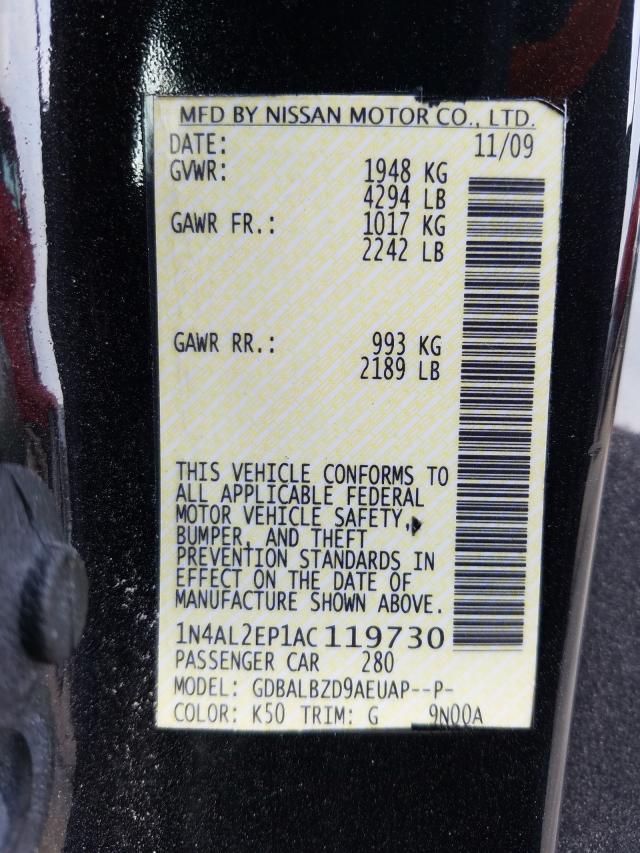 MFD BY NISSAN MOTOR CO., LTD.
DATE: 11/09
GVWR: 1948 KG
4294 LB
GAWR FR.: 1017 KG
2242 LB
GAWR RR.: 993 KG
2189 LB
THIS VEHICLE CONFORMS TO
ALL APPLICABLE FEDERAL
MOTOR VEHICLE SAFETY,
BUMPER, AND THEFT
PREVENTION STANDARDS IN
EFFECT ON THE DATE OF
MANUFACTURE SHOWN ABOVE.
1N4AL2EP1AC119730
PASSENGER CAR 280
MODEL: GDBALBZD9AEUAP--P-
COLOR: K50 TRIM: G 9N00A